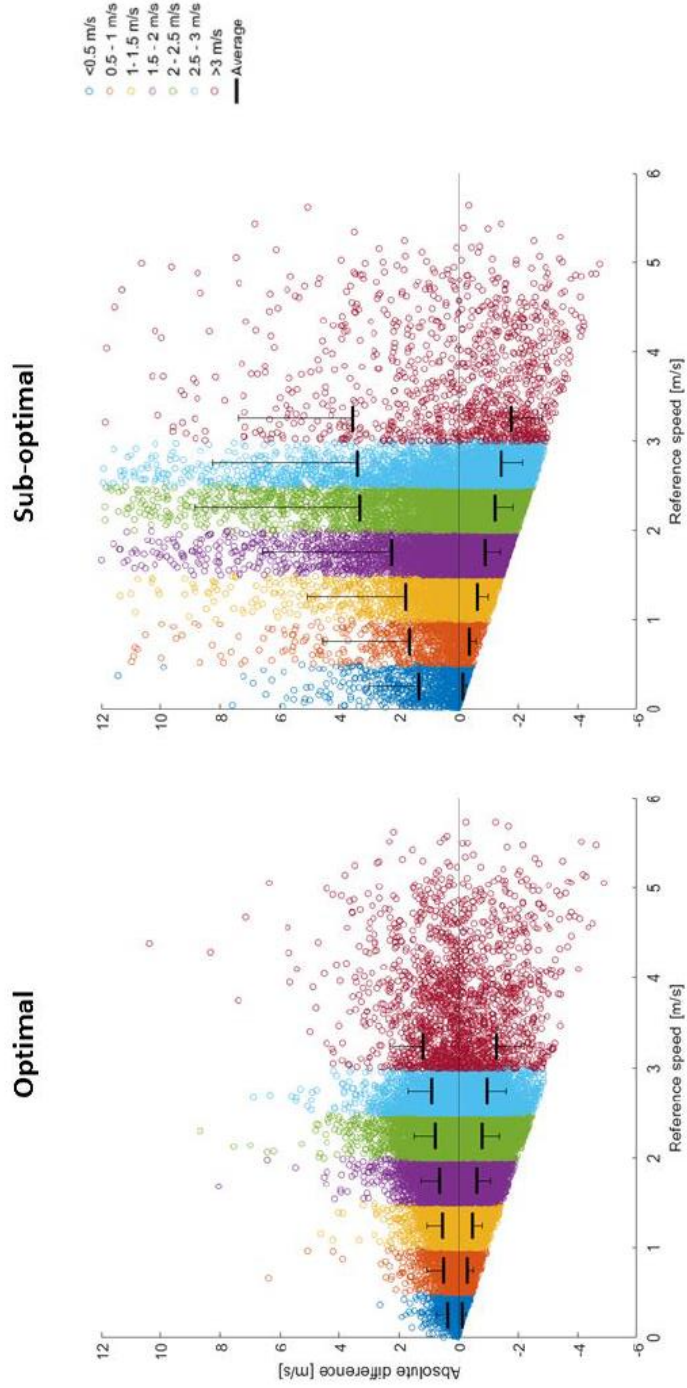 Optimal
Absolute difference [m/s]
12
10
8
6
4
2
0
-2
-4
-6
0
1
2
3
4
5
6
Reference speed [m/s]
Sub-optimal
12
10
8
6
4
2
0
-2
-4
-6
0
1
2
3
4
5
6
Reference speed [m/s]
<0.5 m/s
0.5 - 1 m/s
1- 1.5 m/s
1.5 - 2 m/s
2 - 2.5 m/s
2.5 - 3 m/s
>3 m/s
Average